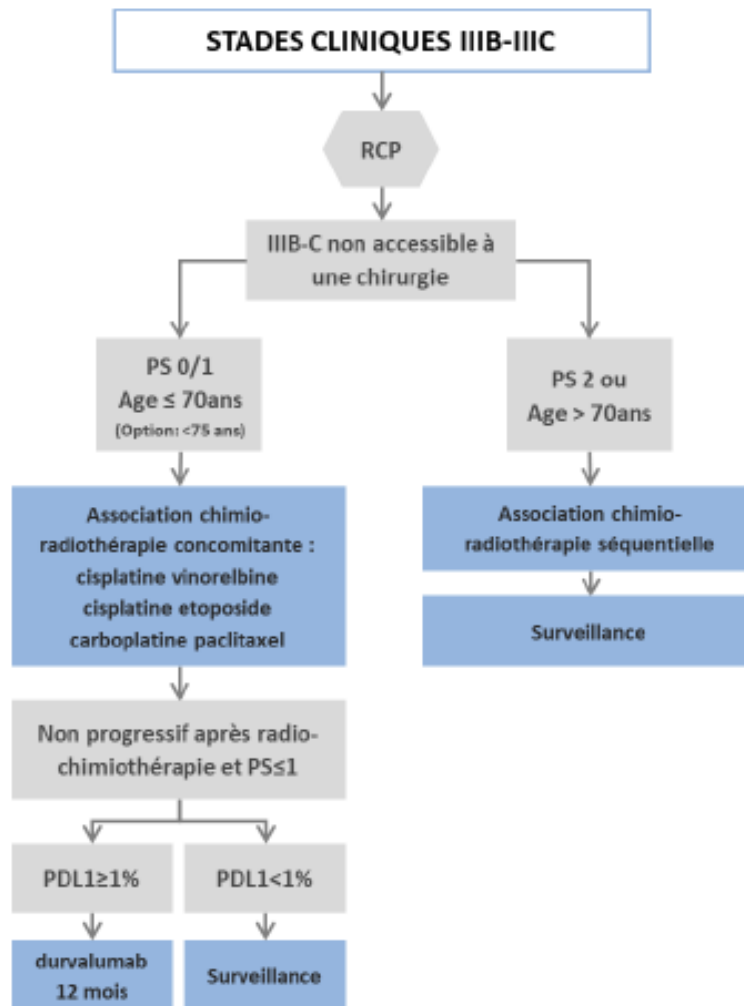 STADES CLINIQUES IIIB-IIIC
RCP
IIIB-C non accessible à
une chirurgie
PS 0/1
Age ≤ 70ans
(Option: <75 ans)
PS 2 ou
Age > 70ans
Association chimio-
radiothérapie concomitante :
cisplatine vinorelbine
cisplatine etoposide
carboplatine paclitaxel
Association chimio-
radiothérapie séquentielle
Surveillance
Non progressif après radio-
chimiothérapie et PS≤1
PDL1≥1%
PDL1<1%
durvalumab
12 mois
Surveillance